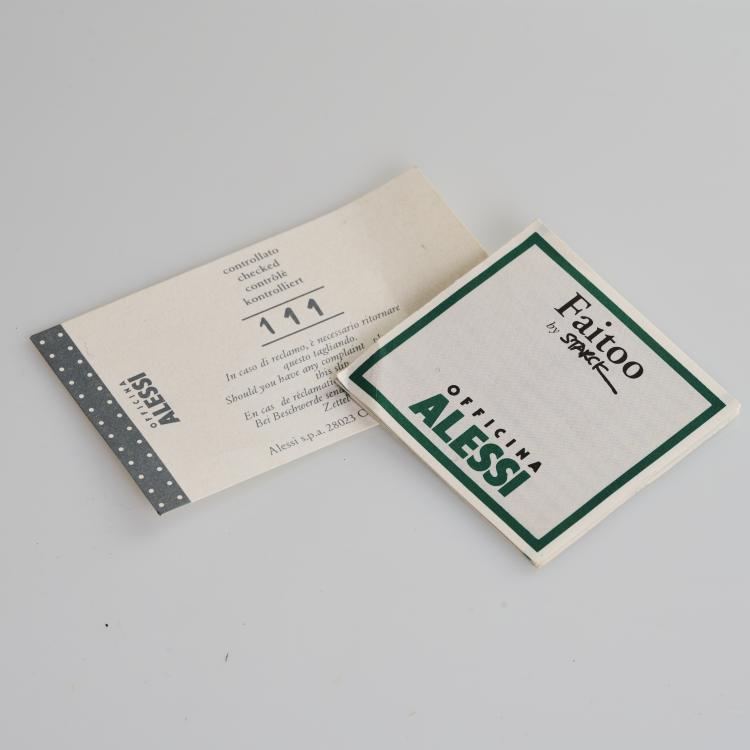 controllato
checked
contrôlé
kontrolliert
111
In caso di reclamo, è necessario ritornare
questo tagliando.
Should you have any complaint
this slip
En cas de réclamation
Bei Beschwerde
Zettel
Alessi s.p.a. 28023 C
OFFICINA
ALESSI
Faitoo
by STARCK
OFFICINA
ALESSI